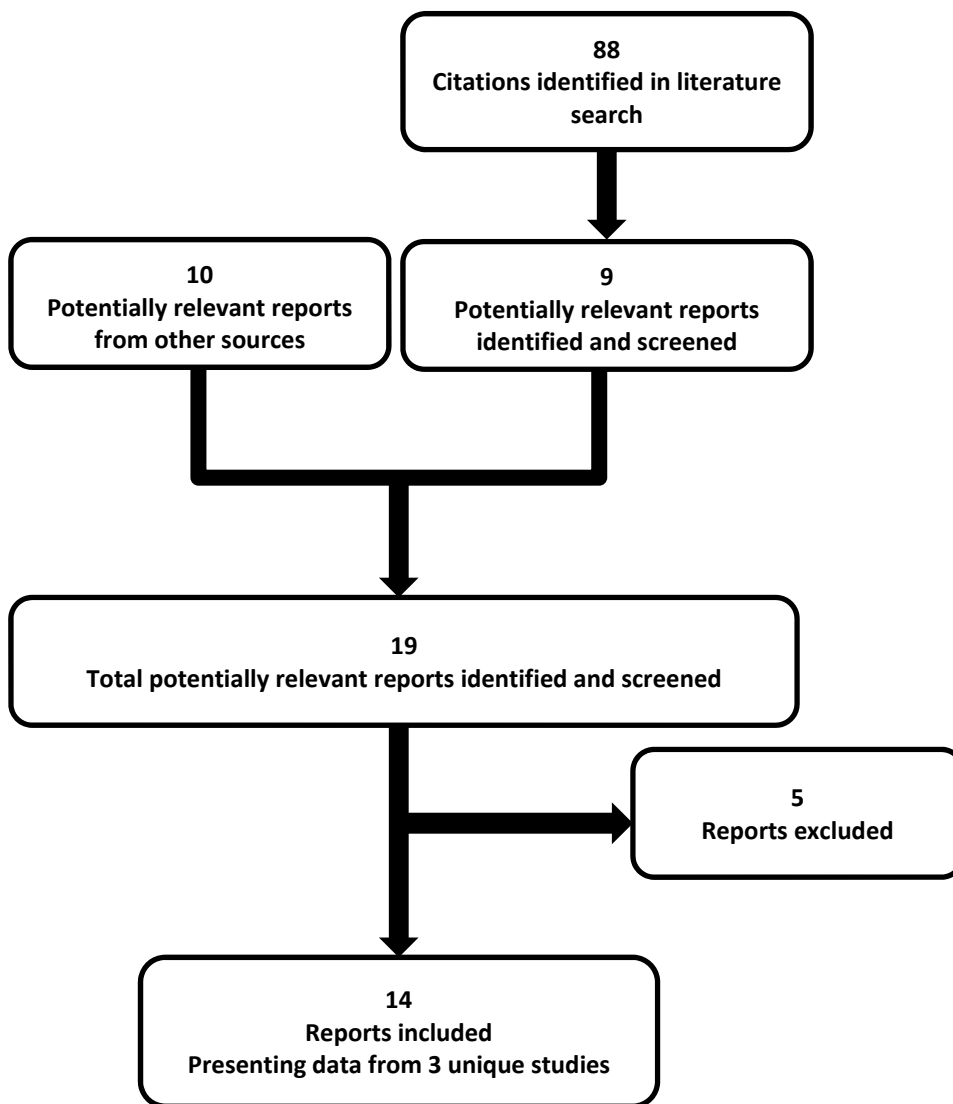 88
Citations identified in literature
search
10
Potentially relevant reports
from other sources
9
Potentially relevant reports
identified and screened
19
Total potentially relevant reports identified and screened
5
Reports excluded
14
Reports included
Presenting data from 3 unique studies